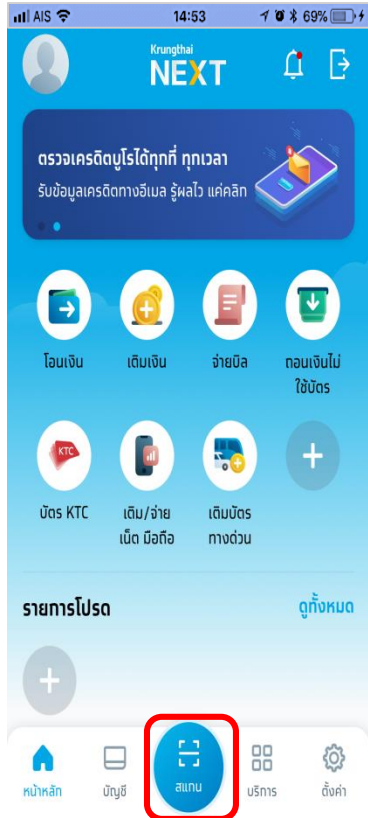 AIS 14:53 69%
Krungthai
NEXT
ตรวจเครดิตบูโรได้ทุกที่ ทุกเวลา
รับข้อมูลเครดิตทางอีเมล รู้ผลไว แค่คลิก
โอนเงิน เติมเงิน จ่ายบิล ถอนเงินไม่
ใช้บัตร
KTC
บัตร KTC เติม/จ่าย เติมบัตร
เน็ต มือถือ ทางด่วน
รายการโปรด ดูทั้งหมด
หน้าหลัก บัญชี สแกน บริการ ตั้งค่า